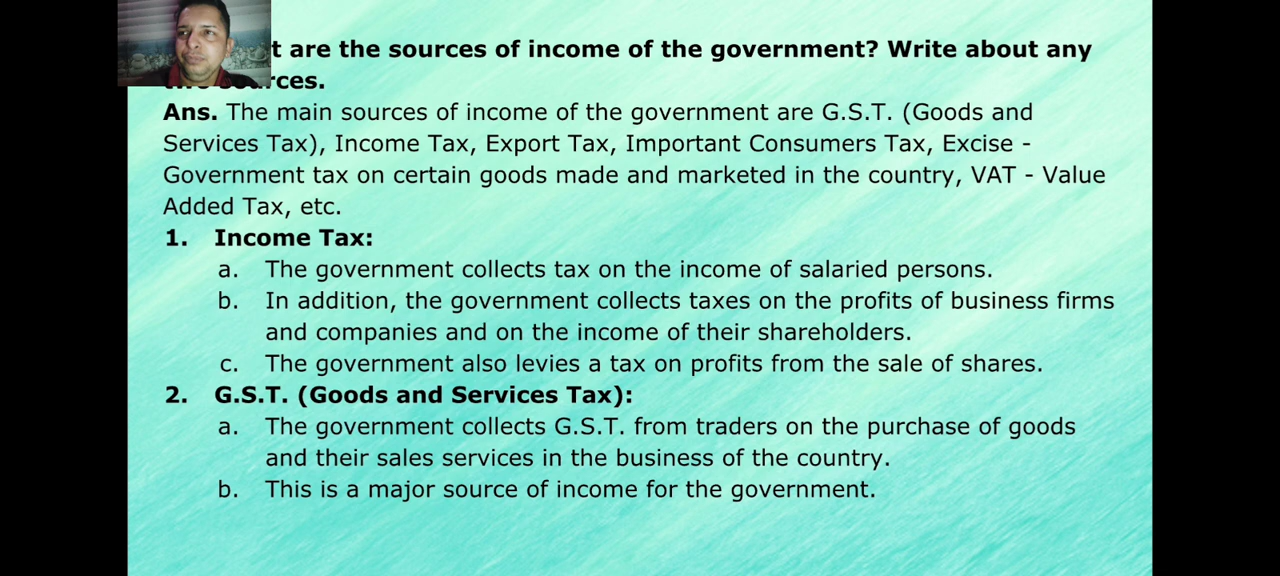 t are the sources of income of the government? Write about any
rces.
Ans. The main sources of income of the government are G.S.T. (Goods and
Services Tax), Income Tax, Export Tax, Important Consumers Tax, Excise -
Government tax on certain goods made and marketed in the country, VAT - Value
Added Tax, etc.
1. Income Tax:
a. The government collects tax on the income of salaried persons.
b. In addition, the government collects taxes on the profits of business firms
and companies and on the income of their shareholders.
c. The government also levies a tax on profits from the sale of shares.
2. G.S.T. (Goods and Services Tax):
a. The government collects G.S.T. from traders on the purchase of goods
and their sales services in the business of the country.
b. This is a major source of income for the government.